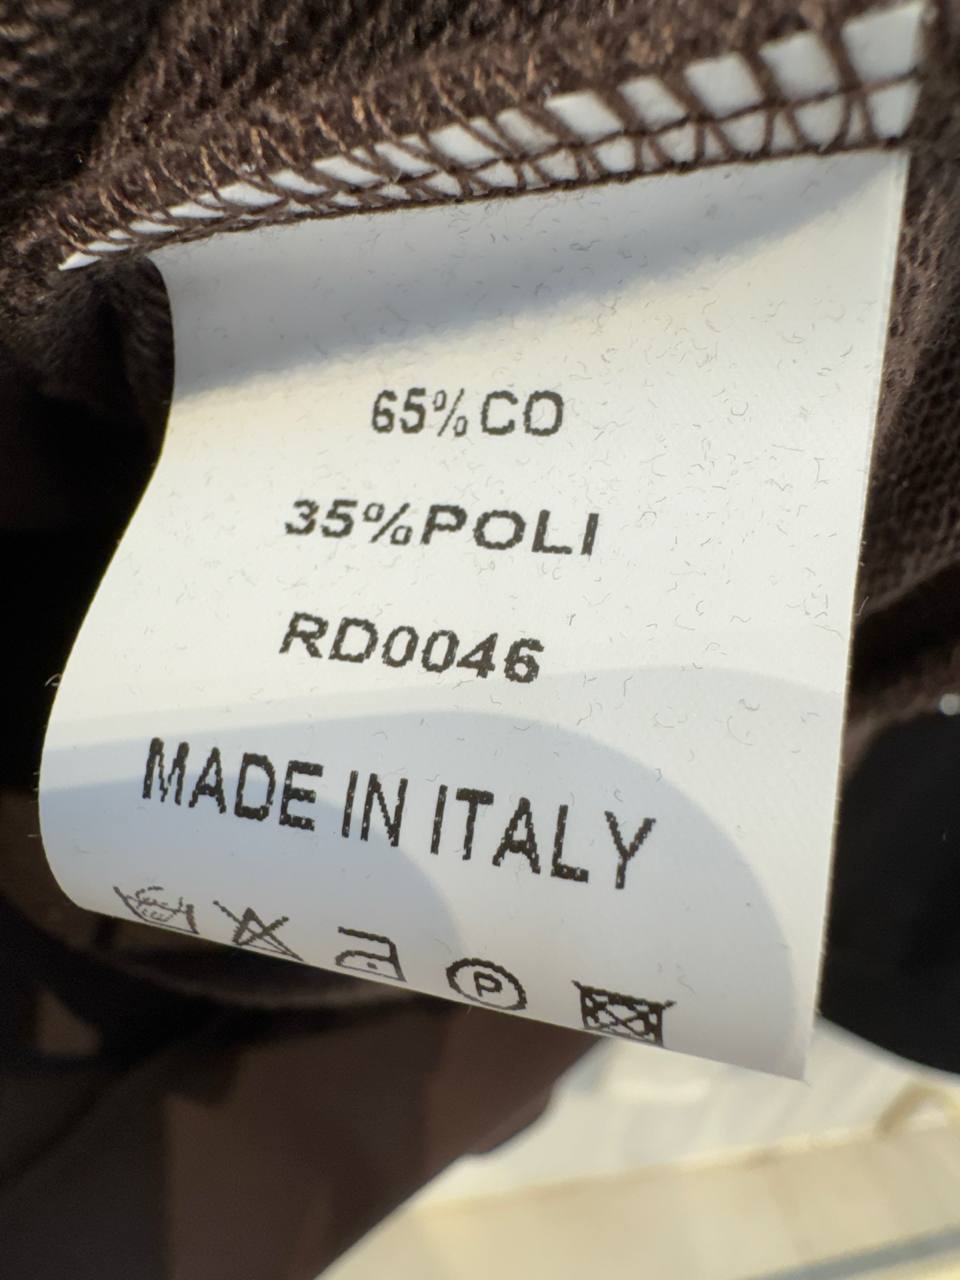 65%CO
35%POLI
RD0046
MADE IN ITALY
P